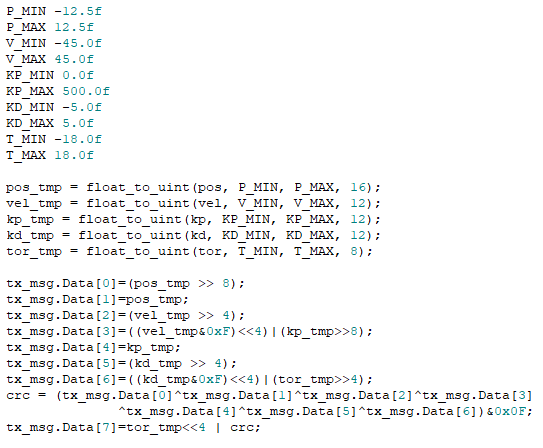 P_MIN -12.5f
P_MAX 12.5f
V_MIN -45.0f
V_MAX 45.0f
KP_MIN 0.0f
KP_MAX 500.0f
KD_MIN -5.0f
KD_MAX 5.0f
T_MIN -18.0f
T_MAX 18.0f
pos_tmp = float_to_uint(pos, P_MIN, P_MAX, 16);
vel_tmp = float_to_uint(vel, V_MIN, V_MAX, 12);
kp_tmp = float_to_uint(kp, KP_MIN, KP_MAX, 12);
kd_tmp = float_to_uint(kd, KD_MIN, KD_MAX, 12);
tor_tmp = float_to_uint(tor, T_MIN, T_MAX, 8);
tx_msg.Data[0]=(pos_tmp >> 8);
tx_msg.Data[1]=pos_tmp;
tx_msg.Data[2]=(vel_tmp >> 4);
tx_msg.Data[3]=((vel_tmp&0xF)<<4)|(kp_tmp>>8);
tx_msg.Data[4]=kp_tmp;
tx_msg.Data[5]=(kd_tmp >> 4);
tx_msg.Data[6]=((kd_tmp&0xF)<<4)|(tor_tmp>>4);
crc = (tx_msg.Data[0]^tx_msg.Data[1]^tx_msg.Data[2]^tx_msg.Data[3]
^tx_msg.Data[4]^tx_msg.Data[5]^tx_msg.Data[6])&0x0F;
tx_msg.Data[7]=tor_tmp<<4 | crc;